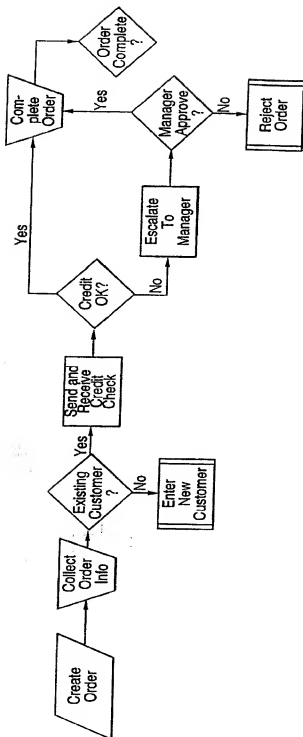 Create
Order
Collect
Order
Info
Existing
Customer
?
Yes
No
Enter
New
Customer
Send and
Receive
Credit
Check
Credit
OK?
Yes
No
Escalate
To
Manager
Manager
Approve
?
Yes
No
Reject
Order
Com-
plete
Order
Order
Complete
?